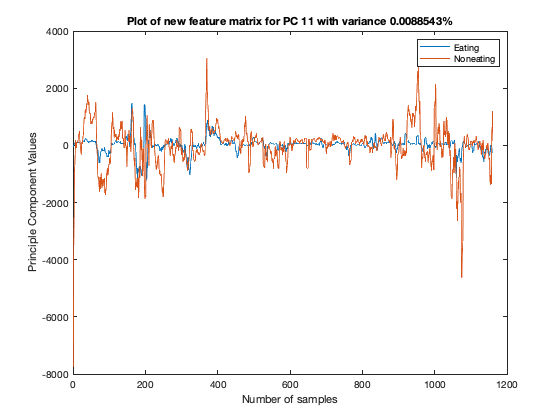 Plot of new feature matrix for PC 11 with variance 0.0088543%
Eating
Noneating
4000
2000
0
-2000
-4000
-6000
-8000
Principle Component Values
0 200 400 600 800 1000 1200
Number of samples